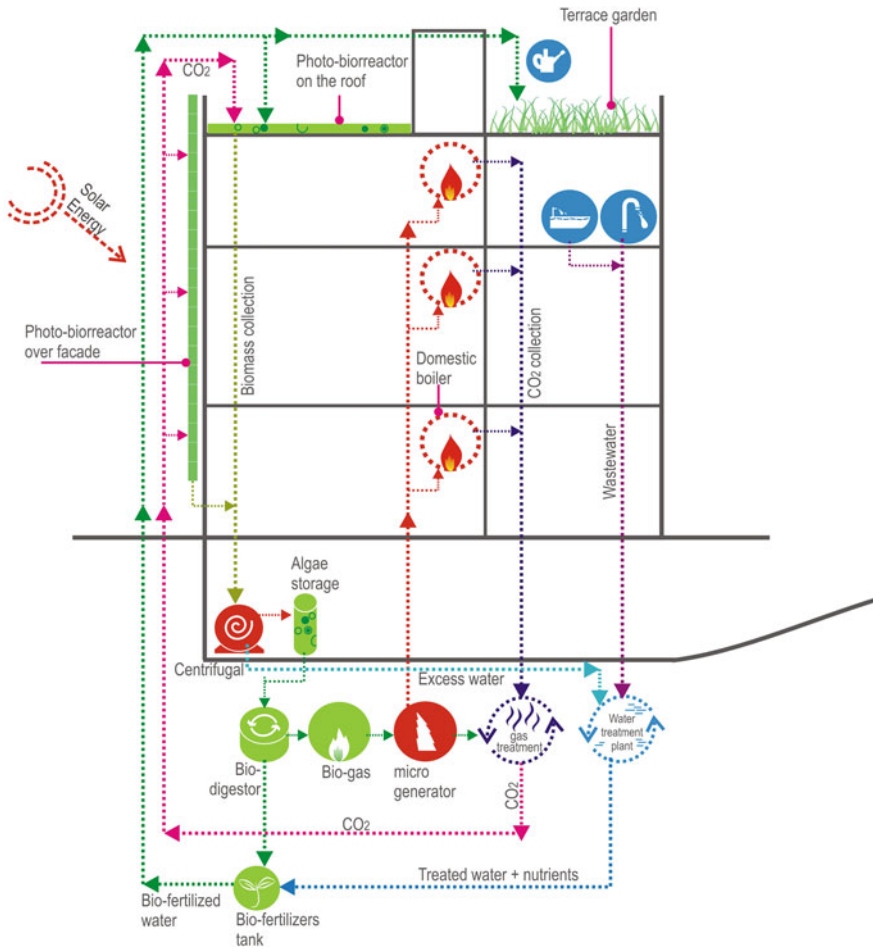 Terrace garden
Photo-biorreactor
on the roof
CO2
Solar
Energy
Biomass collection
CO2 collection
Photo-biorreactor
over facade
Domestic
boiler
Wastewater
Algae
storage
Centrifugal
Excess water
gas
treatment
Water
treatment
plant
Bio-
digestor
Bio-gas
micro
generator
CO2
CO2
Treated water + nutrients
Bio-fertilized
water
Bio-fertilizers
tank